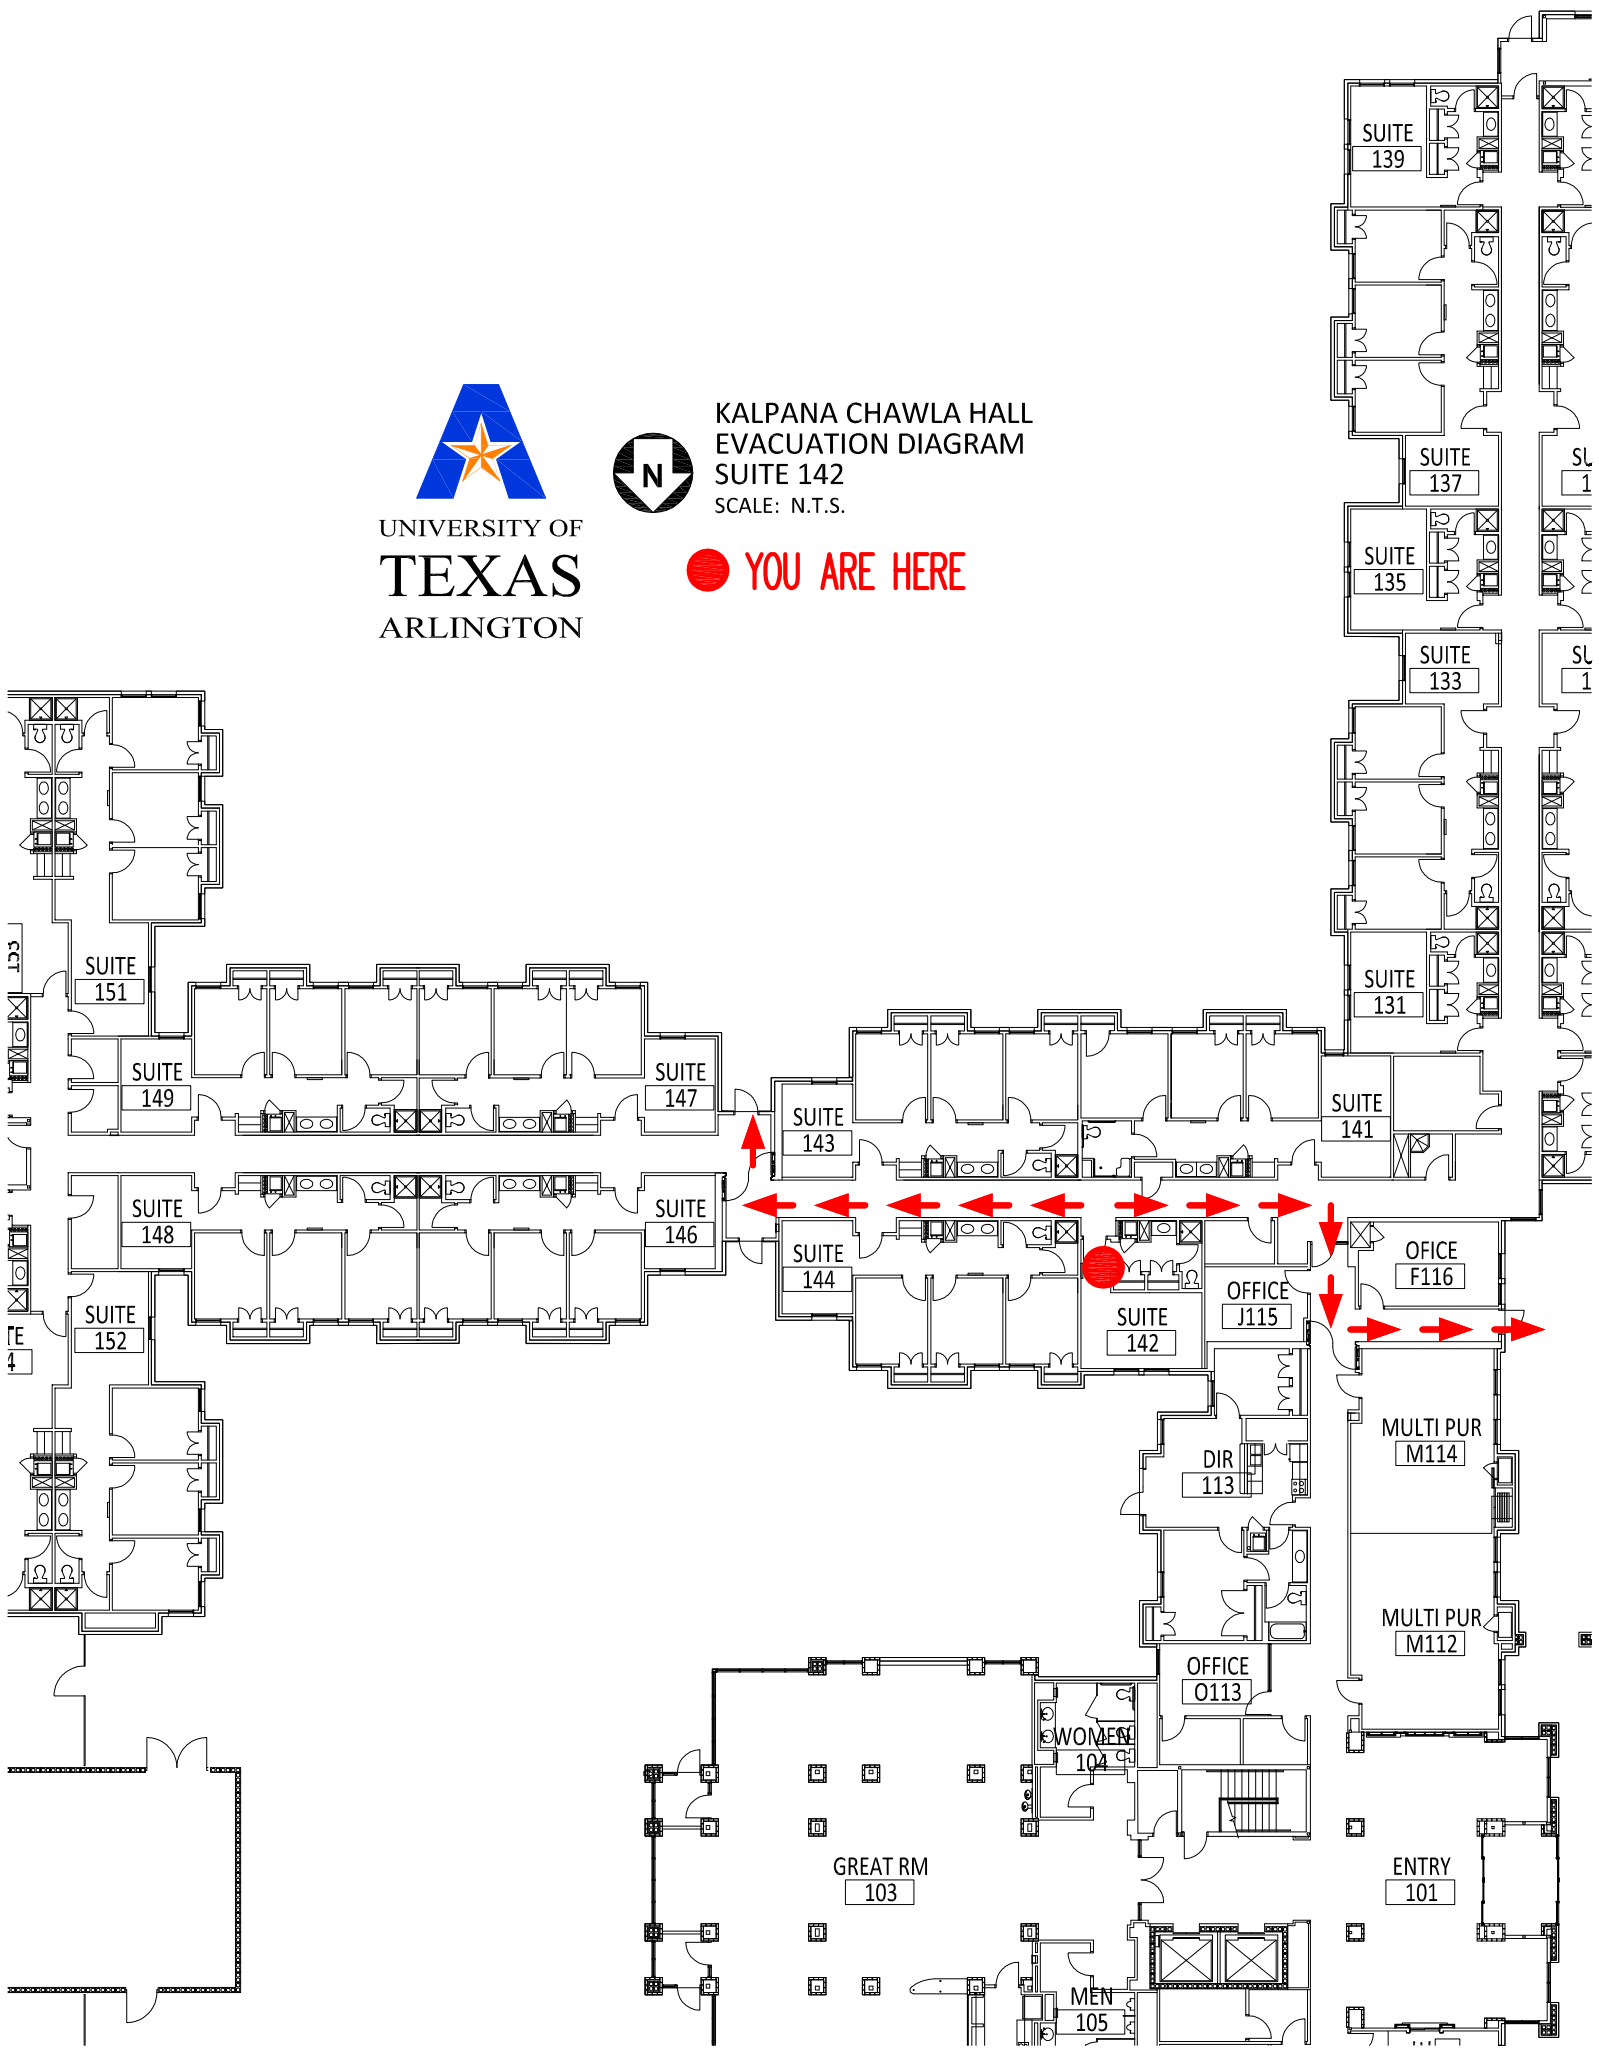 SUITE
139
KALPANA CHAWLA HALL
EVACUATION DIAGRAM
SUITE 142
SCALE: N.T.S.
N
UNIVERSITY OF
TEXAS
ARLINGTON
YOU ARE HERE
SUITE
137
SUITE
135
SUITE
133
SUITE
131
SUITE
151
SUITE
149
SUITE
147
SUITE
143
SUITE
141
SUITE
148
SUITE
146
SUITE
144
SUITE
142
OFFICE
J115
OFICE
F116
SUITE
152
MULTI PUR
M114
DIR
113
MULTI PUR
M112
OFFICE
O113
WOMEN
104
GREAT RM
103
ENTRY
101
MEN
105